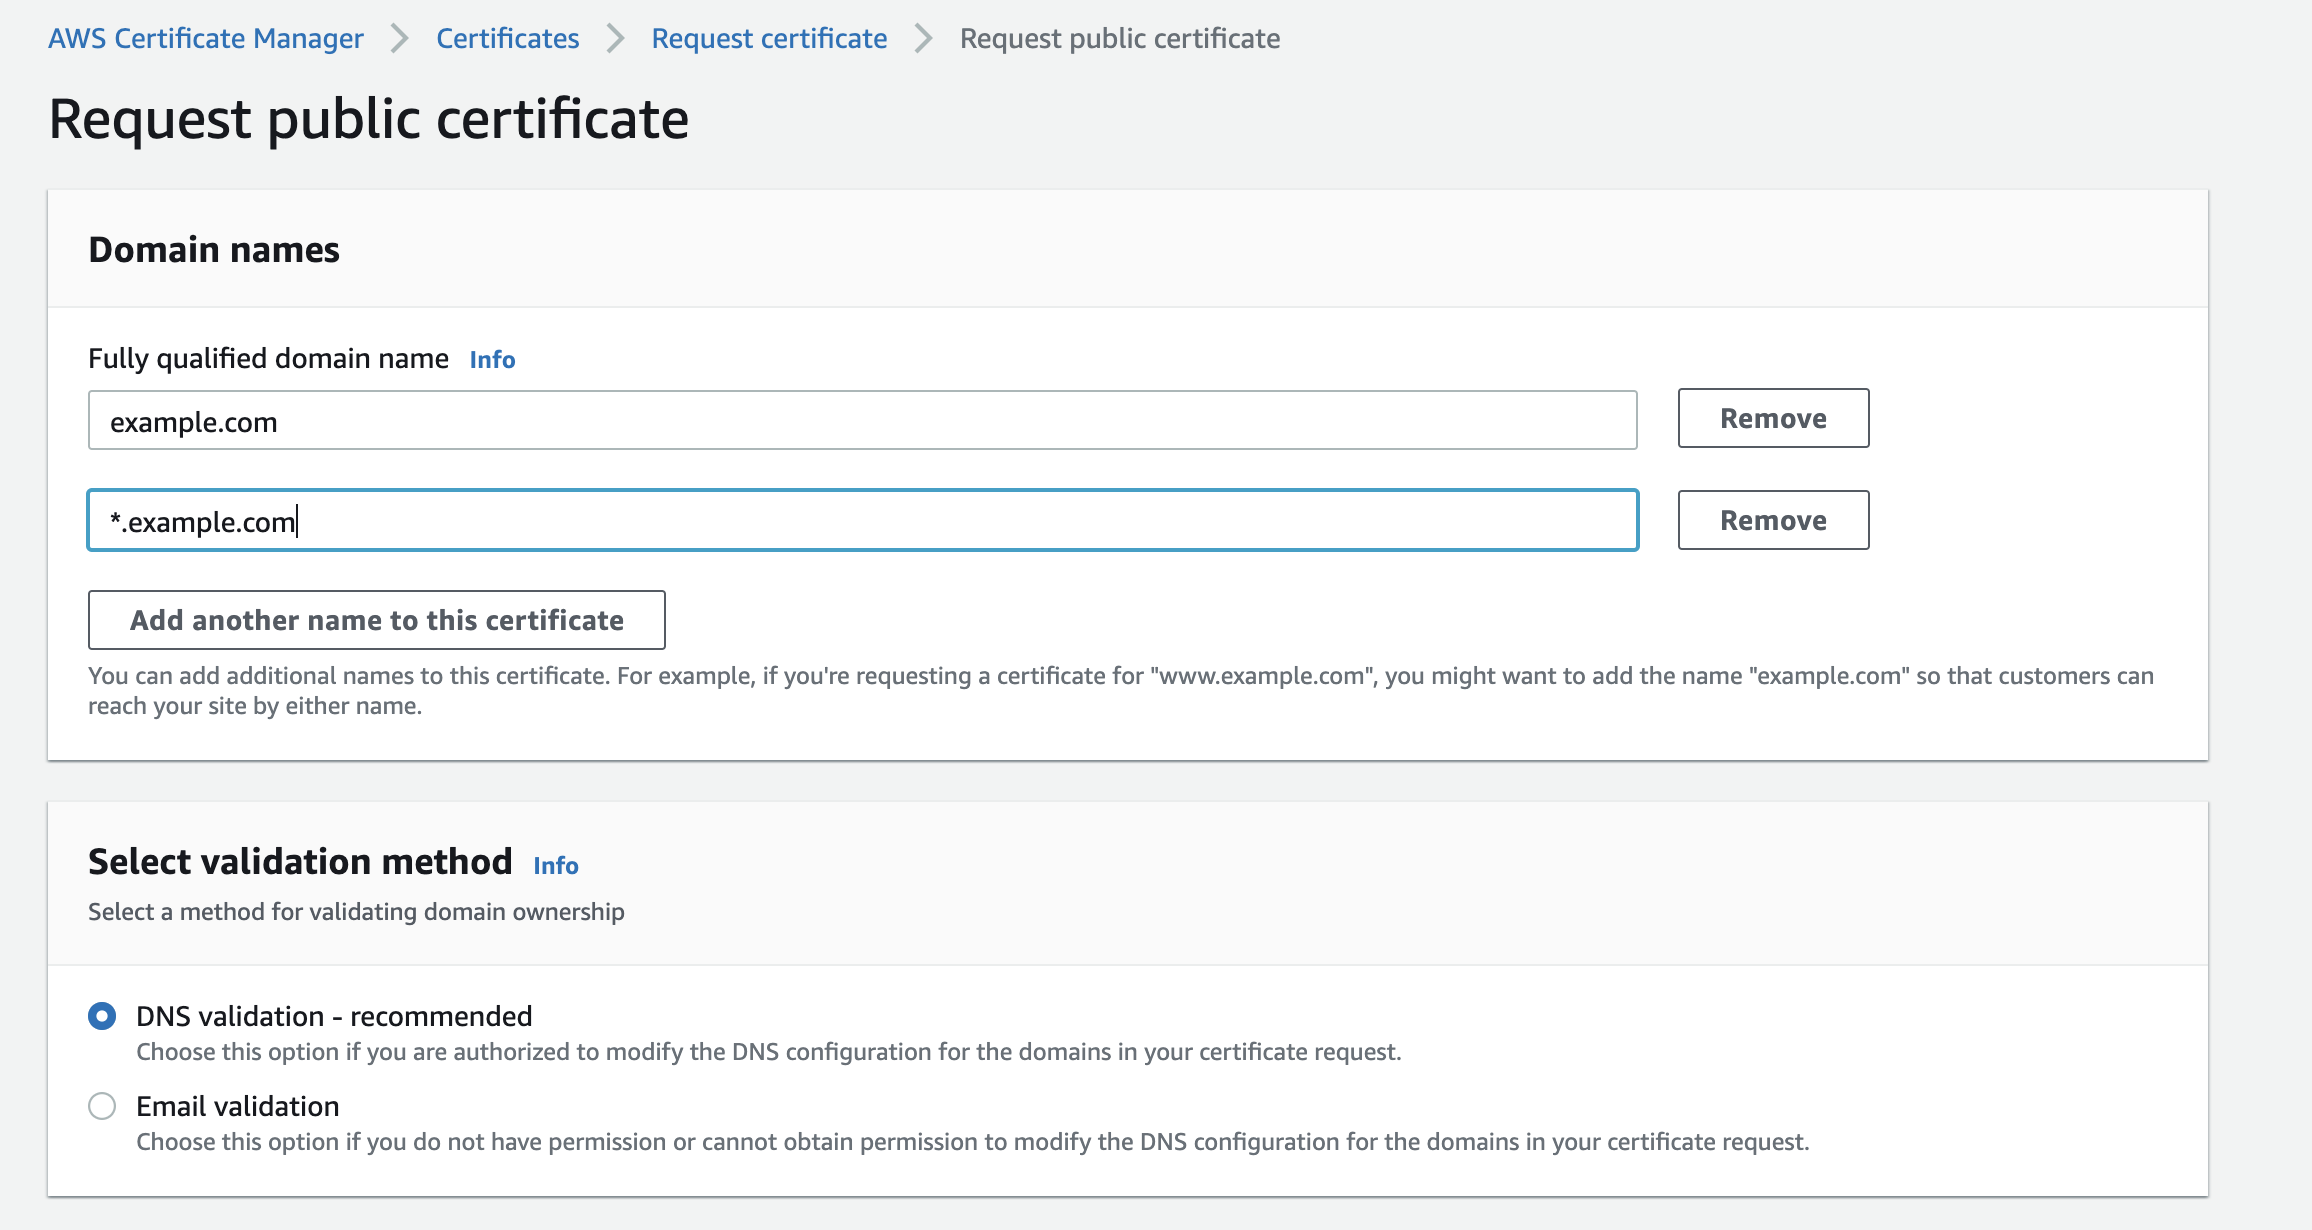 AWS Certificate Manager > Certificates > Request certificate > Request public certificate
Request public certificate
Domain names
Fully qualified domain name Info
example.com
Remove
*.example.com
Remove
Add another name to this certificate
You can add additional names to this certificate. For example, if you're requesting a certificate for "www.example.com", you might want to add the name "example.com" so that customers can
reach your site by either name.
Select validation method Info
Select a method for validating domain ownership
DNS validation - recommended
Choose this option if you are authorized to modify the DNS configuration for the domains in your certificate request.
Email validation
Choose this option if you do not have permission or cannot obtain permission to modify the DNS configuration for the domains in your certificate request.